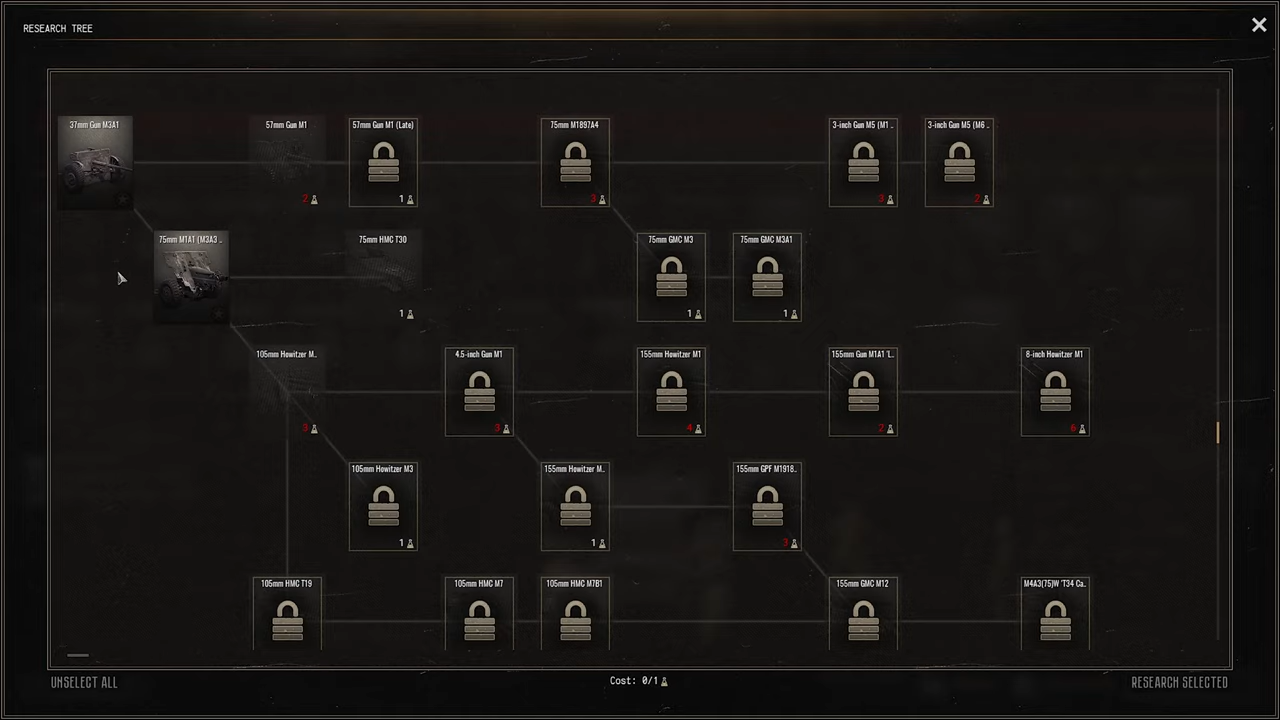 RESEARCH TREE
37mm Gun M3A1
57mm Gun M1
57mm Gun M1 (Late)
75mm M1897A4
3-inch Gun M5 (M1 ..
3-inch Gun M5 (M6 ..
2
1
3
3
2
75mm M1A1 (M3A3 ..
75mm HMC T30
75mm GMC M3
75mm GMC M3A1
1
1
1
105mm Howitzer M..
4.5-inch Gun M1
155mm Howitzer M1
155mm Gun M1A1 'L..
8-inch Howitzer M1
3
3
4
2
6
105mm Howitzer M3
155mm Howitzer M..
155mm GPF M1918..
1
1
3
105mm HMC T19
105mm HMC M7
105mm HMC M7B1
155mm GMC M12
M4A3(75)W 'T34 Ca..
UNSELECT ALL
Cost: 0/1
RESEARCH SELECTED